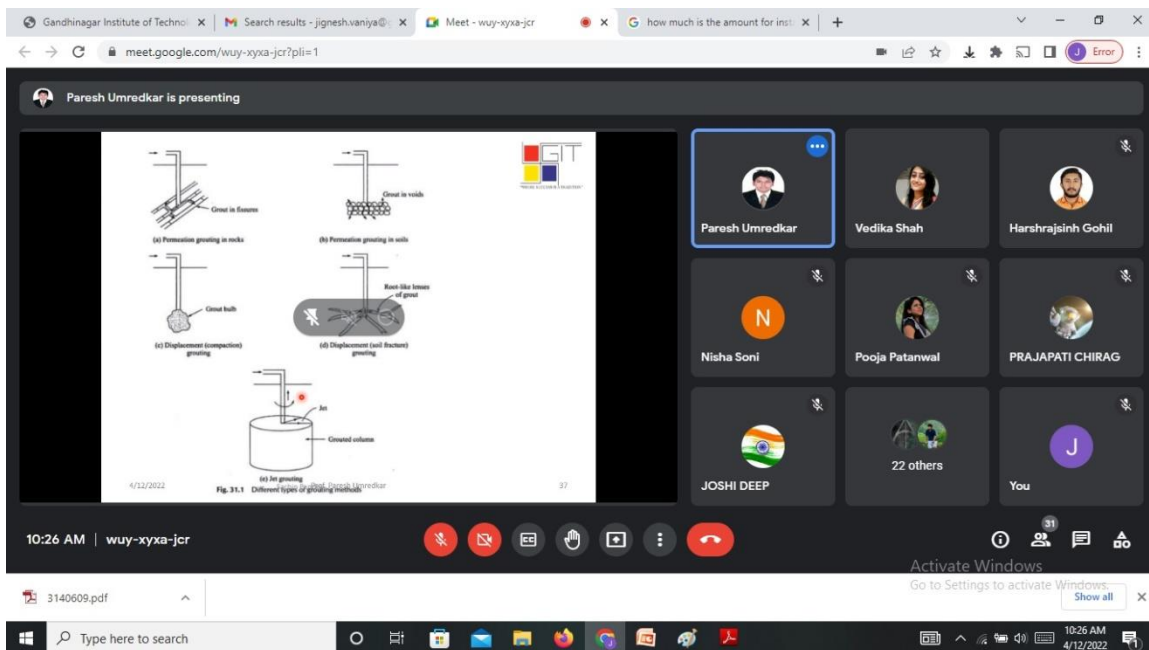 Gandhinagar Institute of Technol
Search results - jignesh.vaniya@
Meet - wuy-xyxa-jcr
how much is the amount for inst
meet.google.com/wuy-xyxa-jcr?pli=1
J
Error
Paresh Umredkar is presenting
GIT
Grout in fissures
(a) Permeation grouting in rocks
Grout in voids
(b) Permeation grouting in soils
Grout bulb
(c) Displacement (compaction)
grouting
Root-like lenses
of grout
(d) Displacement (soil fracture)
grouting
Jet
Grouted column
(e) Jet grouting
4/12/2022
Prof. Paresh Umredkar
37
Fig. 31.1 Different types of grouting methods
Paresh Umredkar
Vedika Shah
Harshrajsinh Gohil
N
Nisha Soni
Pooja Patanwal
PRAJAPATI CHIRAG
JOSHI DEEP
22 others
J
You
10:26 AM | wuy-xyxa-jcr
31
Activate Windows
Go to Settings to activate Windows.
3140609.pdf
Show all
Type here to search
10:26 AM
4/12/2022